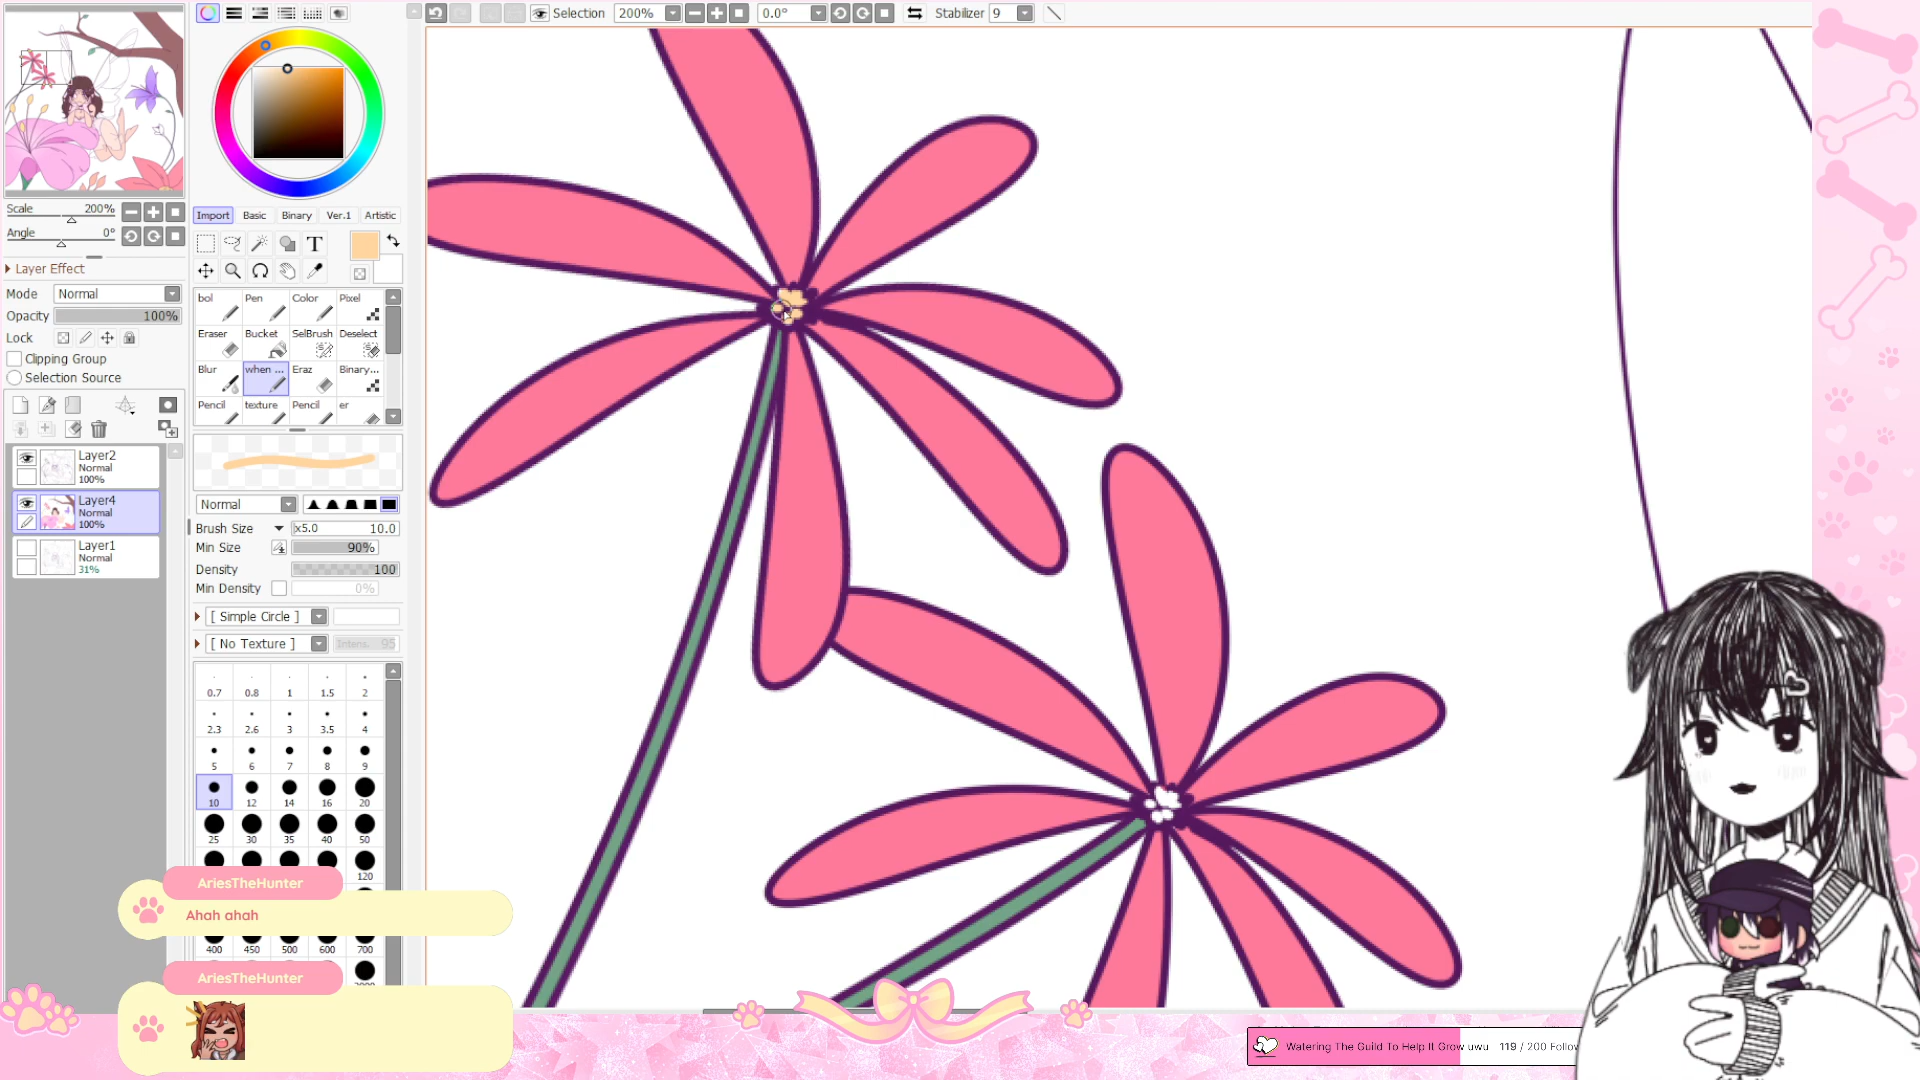 Selection 200% 0.0° Stabilizer 9
Scale 200%
Angle 0°
Layer Effect
Mode Normal
Opacity 100%
Lock
Clipping Group
Selection Source
Layer2
Normal
100%
Layer4
Normal
100%
Layer1
Normal
31%
Import Basic Binary Ver.1 Artistic
T
bol Pen Color Pixel
Eraser Bucket SelBrush Deselect
Blur when ... Eraz Binary...
Pencil texture Pencil er
Normal
Brush Size x5.0 10.0
Min Size 90%
Density 100
Min Density 0%
[ Simple Circle ]
[ No Texture ] Intens. 95
0.7 0.8 1 1.5 2
2.3 2.6 3 3.5 4
5 6 7 8 9
10 12 14 16 20
25 30 35 40 50
120
400 450 500 600 700
AriesTheHunter
Ahah ahah
AriesTheHunter
Watering The Guild To Help It Grow uwu 119 / 200 Follow